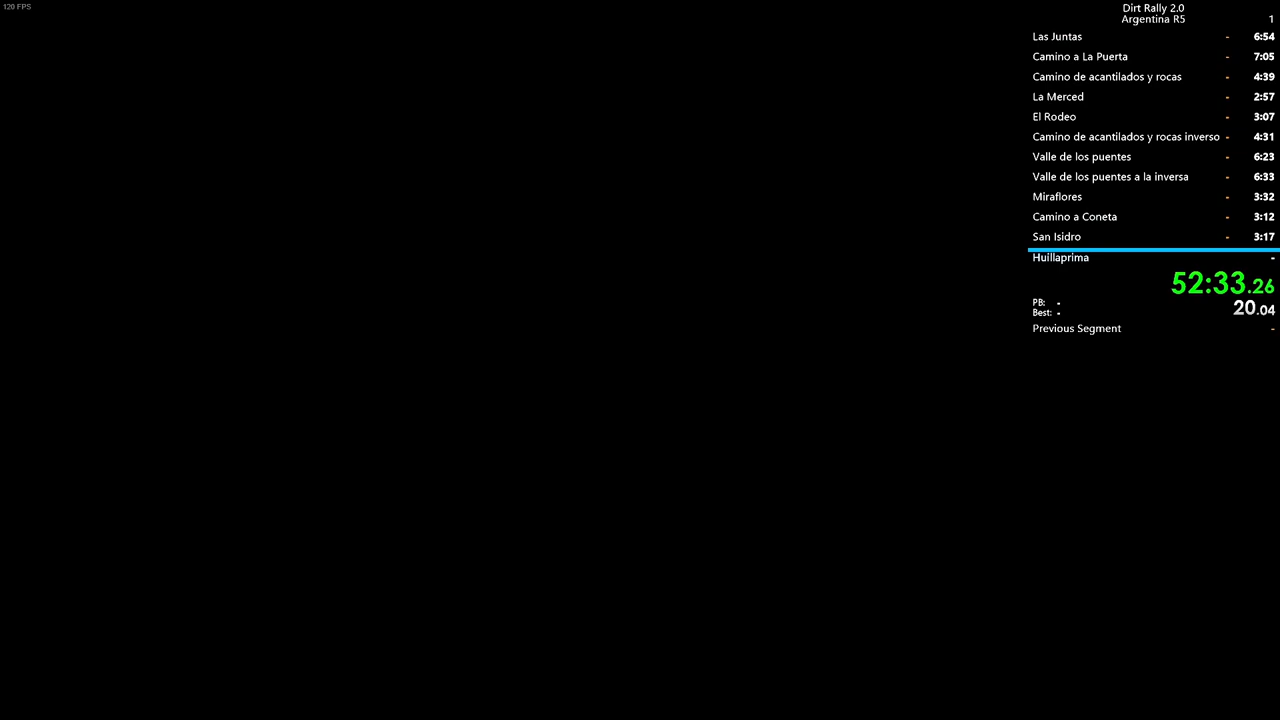 120 FPS
Dirt Rally 2.0
Argentina R5 1
Las Juntas - 6:54
Camino a La Puerta - 7:05
Camino de acantilados y rocas - 4:39
La Merced - 2:57
El Rodeo - 3:07
Camino de acantilados y rocas inverso - 4:31
Valle de los puentes - 6:23
Valle de los puentes a la inversa - 6:33
Miraflores - 3:32
Camino a Coneta - 3:12
San Isidro - 3:17
Huillaprima -
52:33.26
PB: - 20.04
Best: -
Previous Segment -